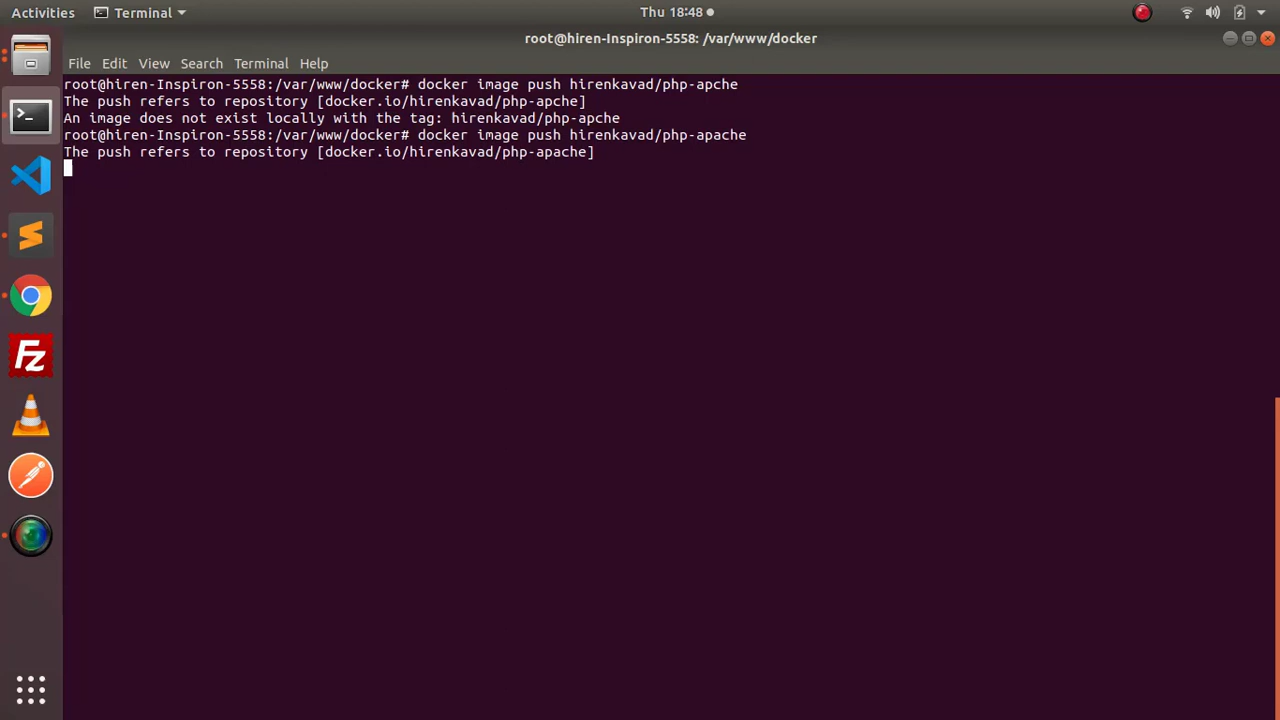 Activities
Terminal
Thu 18:48
root@hiren-Inspiron-5558: /var/www/docker
File Edit View Search Terminal Help
root@hiren-Inspiron-5558:/var/www/docker# docker image push hirenkavad/php-apche
The push refers to repository [docker.io/hirenkavad/php-apche]
An image does not exist locally with the tag: hirenkavad/php-apche
root@hiren-Inspiron-5558:/var/www/docker# docker image push hirenkavad/php-apache
The push refers to repository [docker.io/hirenkavad/php-apache]
Fz